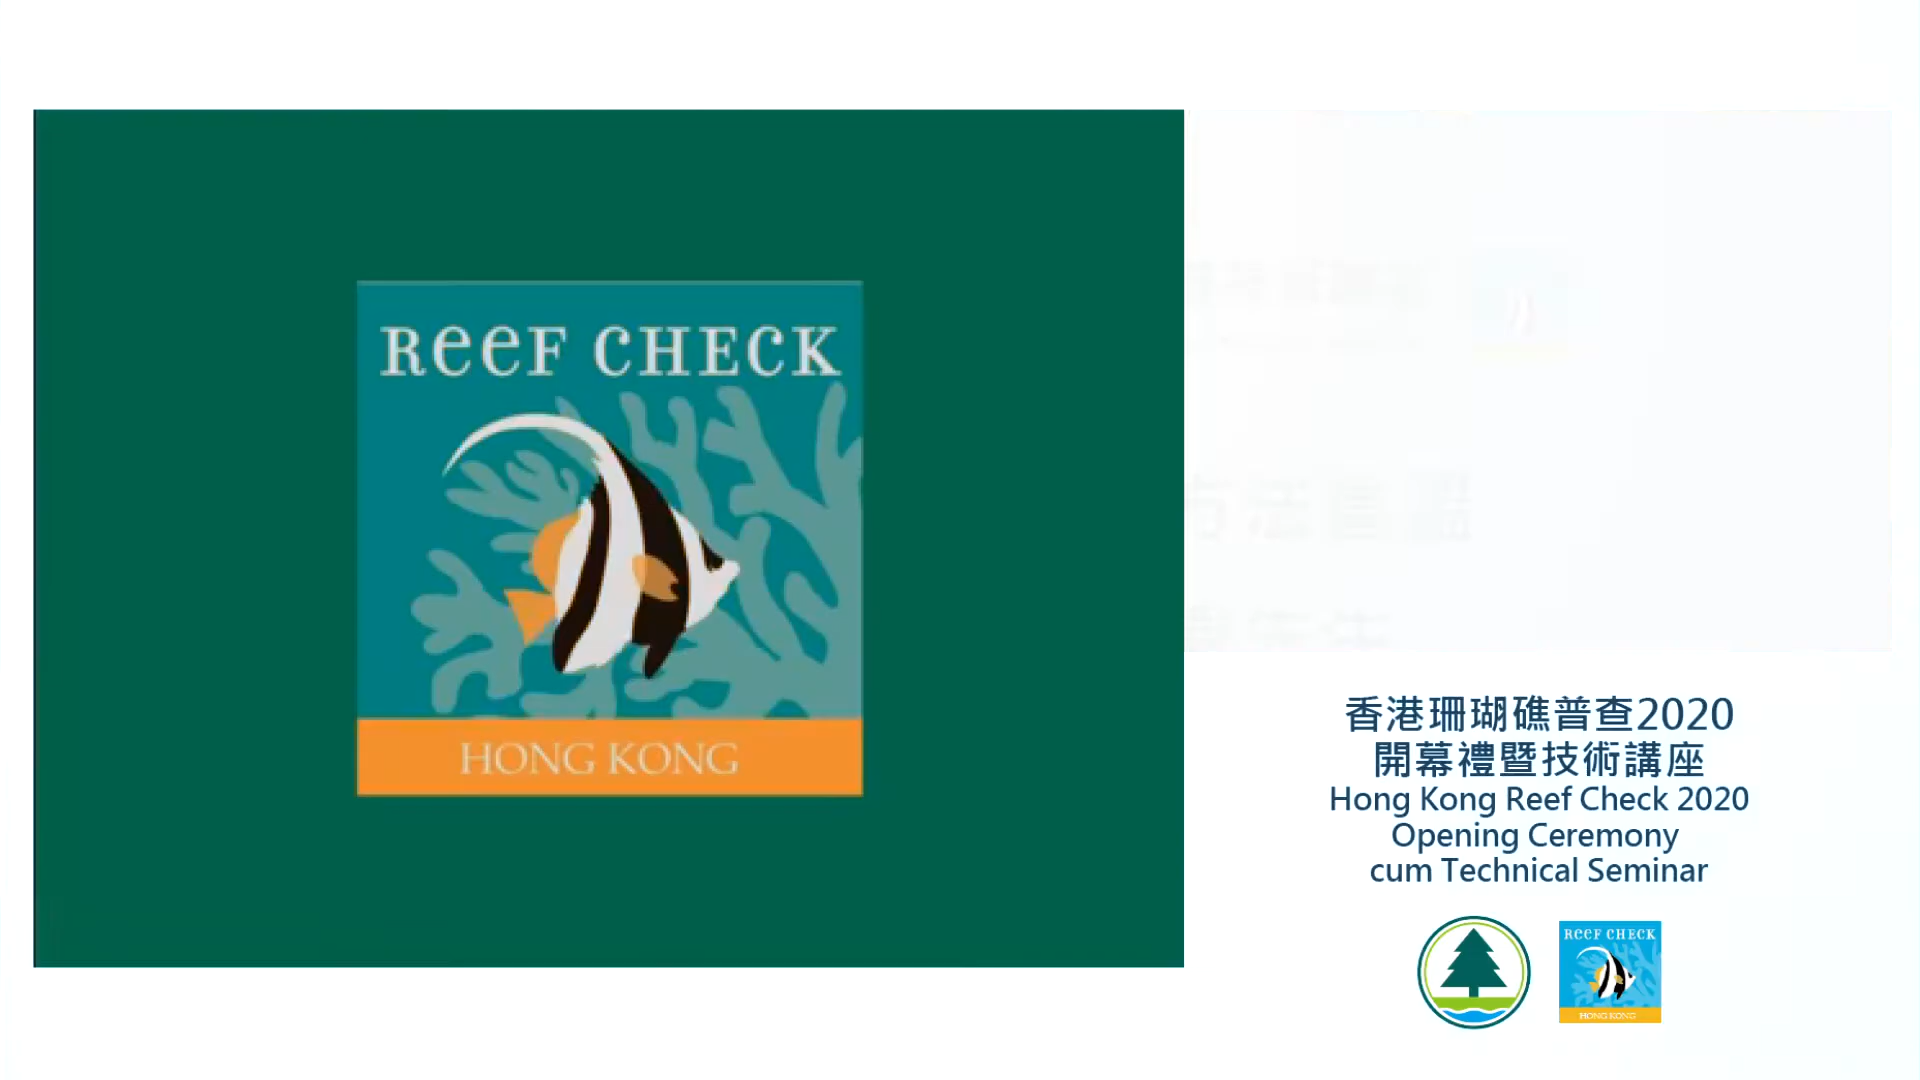 REEF CHECK
HONG KONG
香港珊瑚礁普查2020
開幕禮暨技術講座
Hong Kong Reef Check 2020
Opening Ceremony
cum Technical Seminar
REEF CHECK
HONG KONG